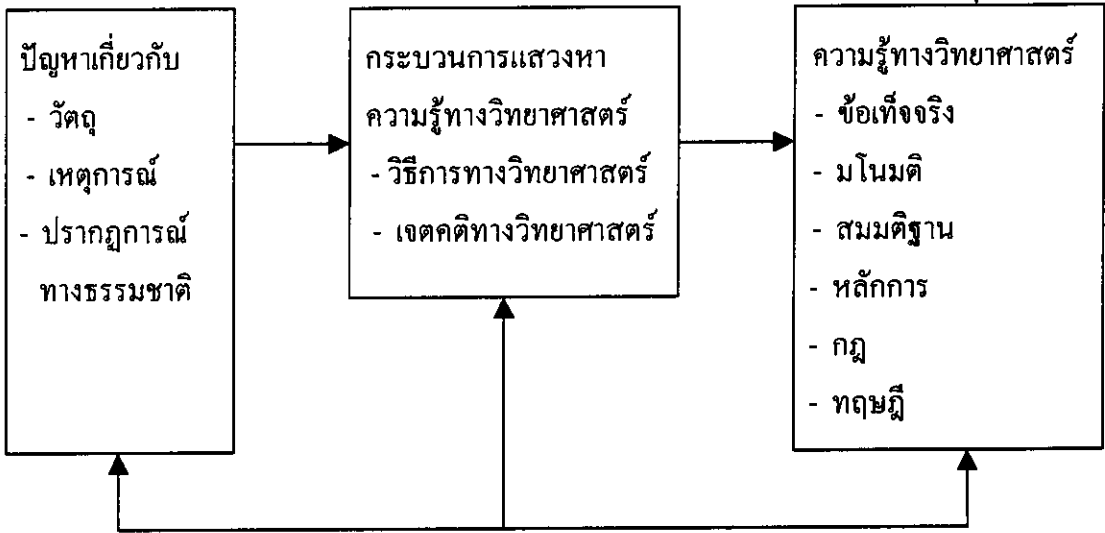 ปัญหาเกี่ยวกับ
- วัตถุ
- เหตุการณ์
- ปรากฏการณ์
ทางธรรมชาติ
กระบวนการแสวงหา
ความรู้ทางวิทยาศาสตร์
- วิธีการทางวิทยาศาสตร์
- เจตคติทางวิทยาศาสตร์
ความรู้ทางวิทยาศาสตร์
- ข้อเท็จจริง
- มโนมติ
- สมมติฐาน
- หลักการ
- กฎ
- ทฤษฎี